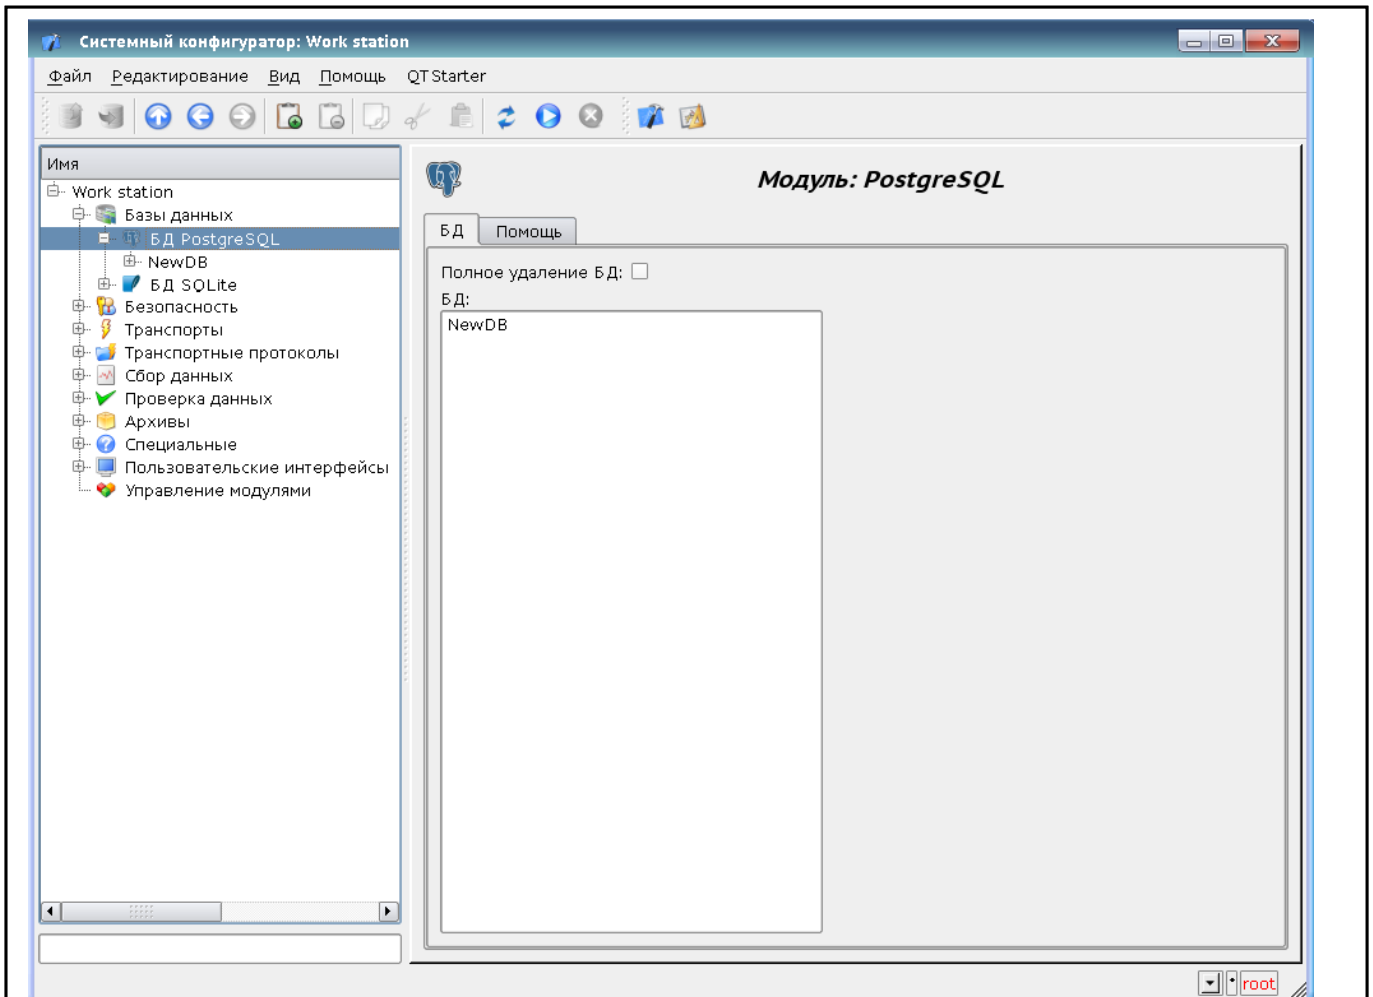 Системный конфигуратор: Work station
Файл Редактирование Вид Помощь QTStarter
Имя
Work station
Базы данных
БД PostgreSQL
NewDB
БД SQLite
Безопасность
Транспорты
Транспортные протоколы
Сбор данных
Проверка данных
Архивы
Специальные
Пользовательские интерфейсы
Управление модулями
Модуль: PostgreSQL
БД Помощь
Полное удаление БД:
БД:
NewDB
root